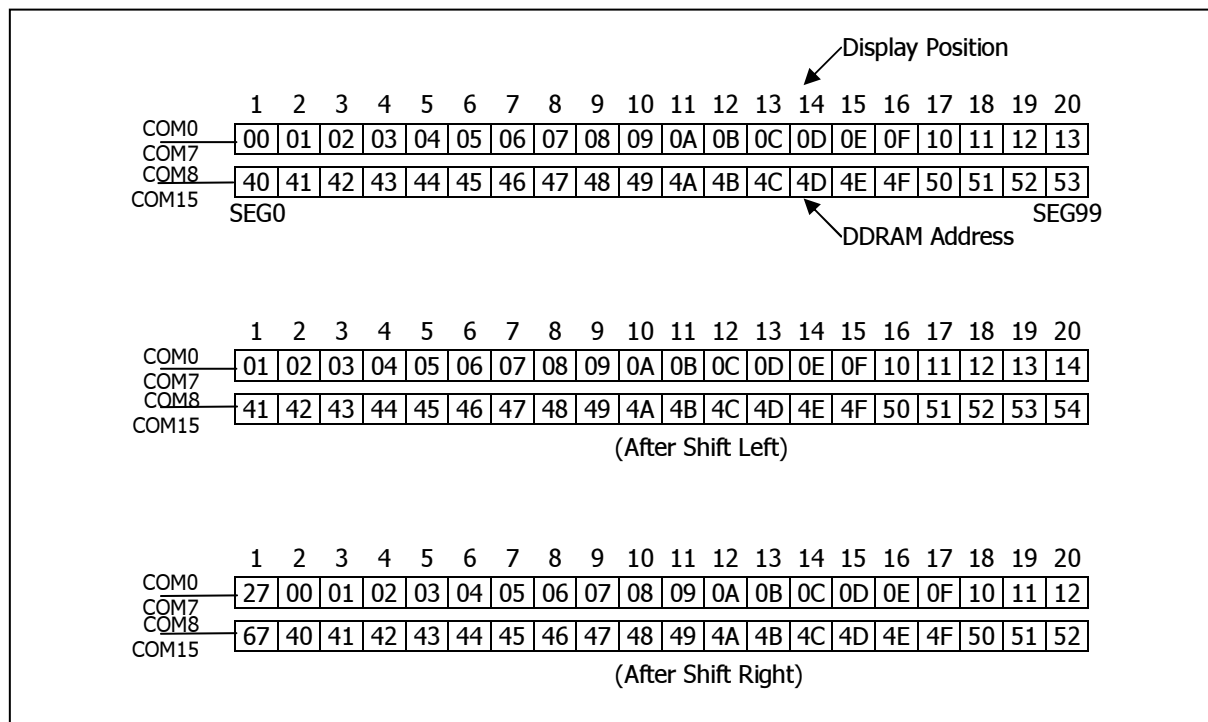 Display Position
1 2 3 4 5 6 7 8 9 10 11 12 13 14 15 16 17 18 19 20
COM0
COM7
00 01 02 03 04 05 06 07 08 09 0A 0B 0C 0D 0E 0F 10 11 12 13
COM8
COM15
40 41 42 43 44 45 46 47 48 49 4A 4B 4C 4D 4E 4F 50 51 52 53
SEG0 SEG99
DDRAM Address
1 2 3 4 5 6 7 8 9 10 11 12 13 14 15 16 17 18 19 20
COM0
COM7
01 02 03 04 05 06 07 08 09 0A 0B 0C 0D 0E 0F 10 11 12 13 14
COM8
COM15
41 42 43 44 45 46 47 48 49 4A 4B 4C 4D 4E 4F 50 51 52 53 54
(After Shift Left)
1 2 3 4 5 6 7 8 9 10 11 12 13 14 15 16 17 18 19 20
COM0
COM7
27 00 01 02 03 04 05 06 07 08 09 0A 0B 0C 0D 0E 0F 10 11 12
COM8
COM15
67 40 41 42 43 44 45 46 47 48 49 4A 4B 4C 4D 4E 4F 50 51 52
(After Shift Right)